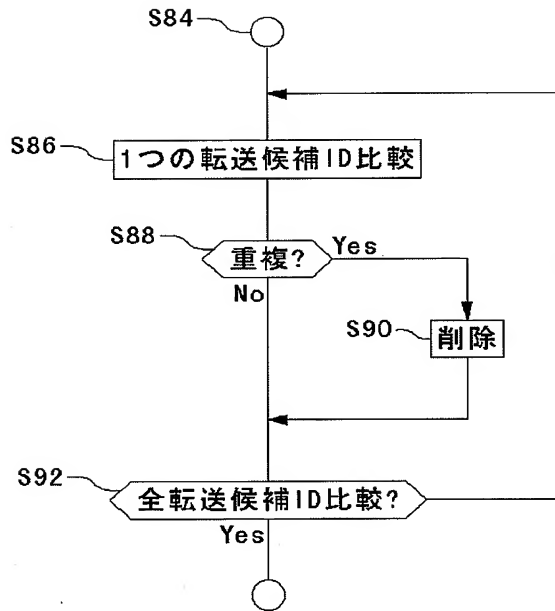 S84
S86
1つの転送候補ID比較
S88
重複?
Yes
No
S90
削除
S92
全転送候補ID比較?
Yes